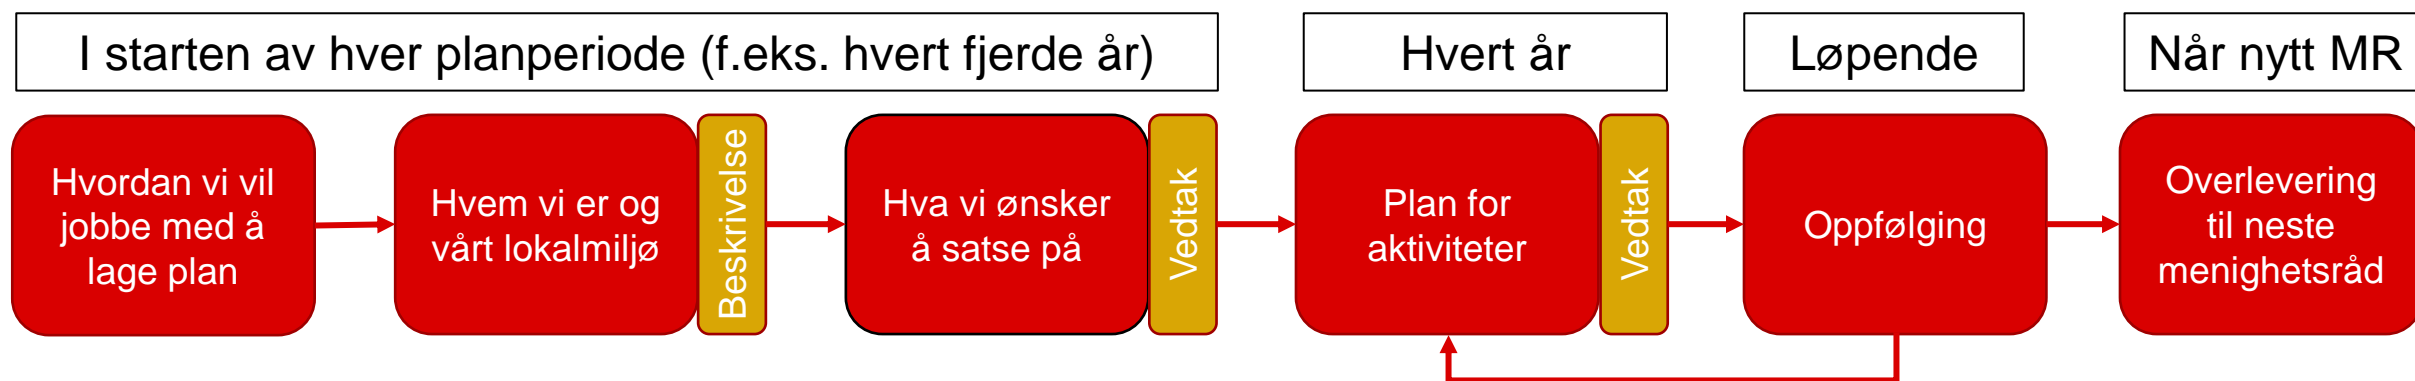 I starten av hver planperiode (f.eks. hvert fjerde år)
Hvert år
Løpende
Når nytt MR
Hvordan vi vil
jobbe med å
lage plan
Hvem vi er og
vårt lokalmiljø
Beskrivelse
Hva vi ønsker
å satse på
Vedtak
Plan for
aktiviteter
Vedtak
Oppfølging
Overlevering
til neste
menighetsråd